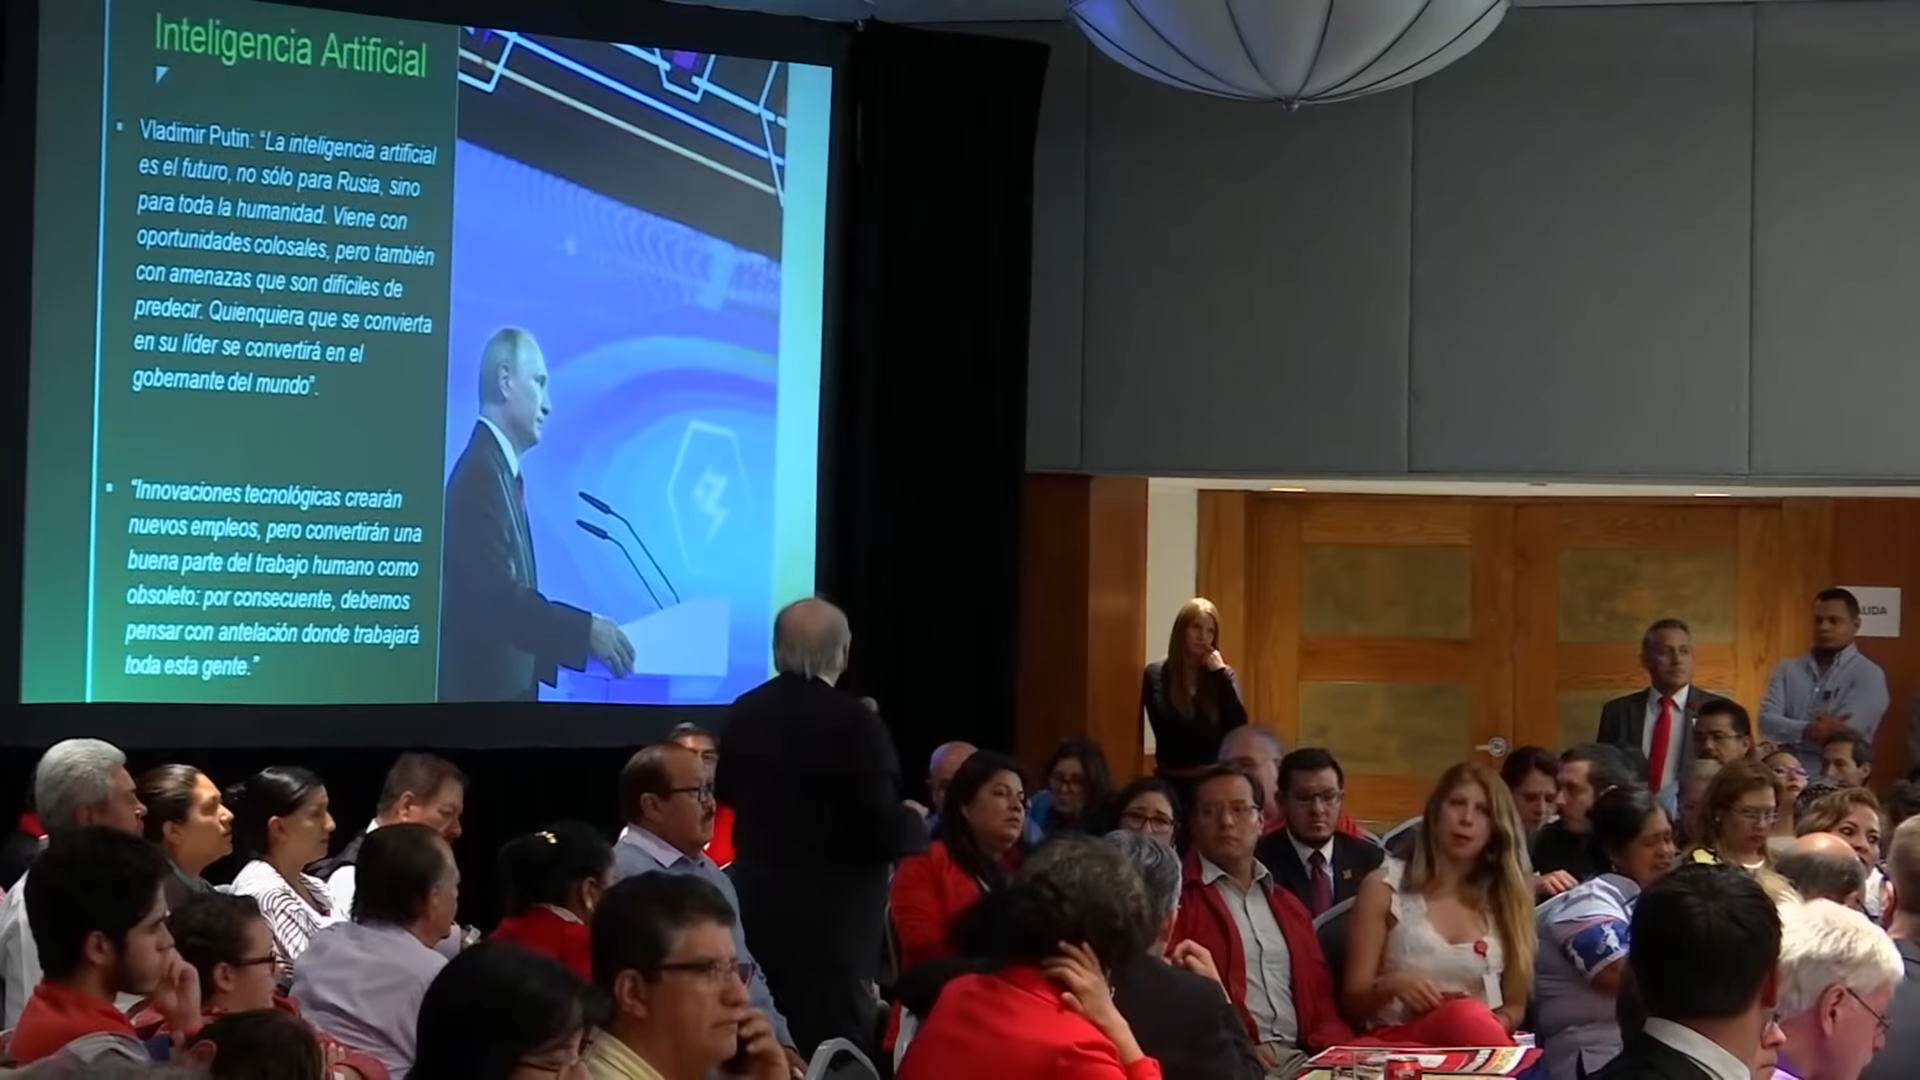 Inteligencia Artificial
Vladimir Putin: “La inteligencia artificial
es el futuro, no sólo para Rusia, sino
para toda la humanidad. Viene con
oportunidades colosales, pero también
con amenazas que son difíciles de
predecir. Quienquiera que se convierta
en su líder se convertirá en el
gobernante del mundo”.
“Innovaciones tecnológicas crearán
nuevos empleos, pero convertirán una
buena parte del trabajo humano como
obsoleto: por consecuente, debemos
pensar con antelación donde trabajará
toda esta gente.”
LIDA